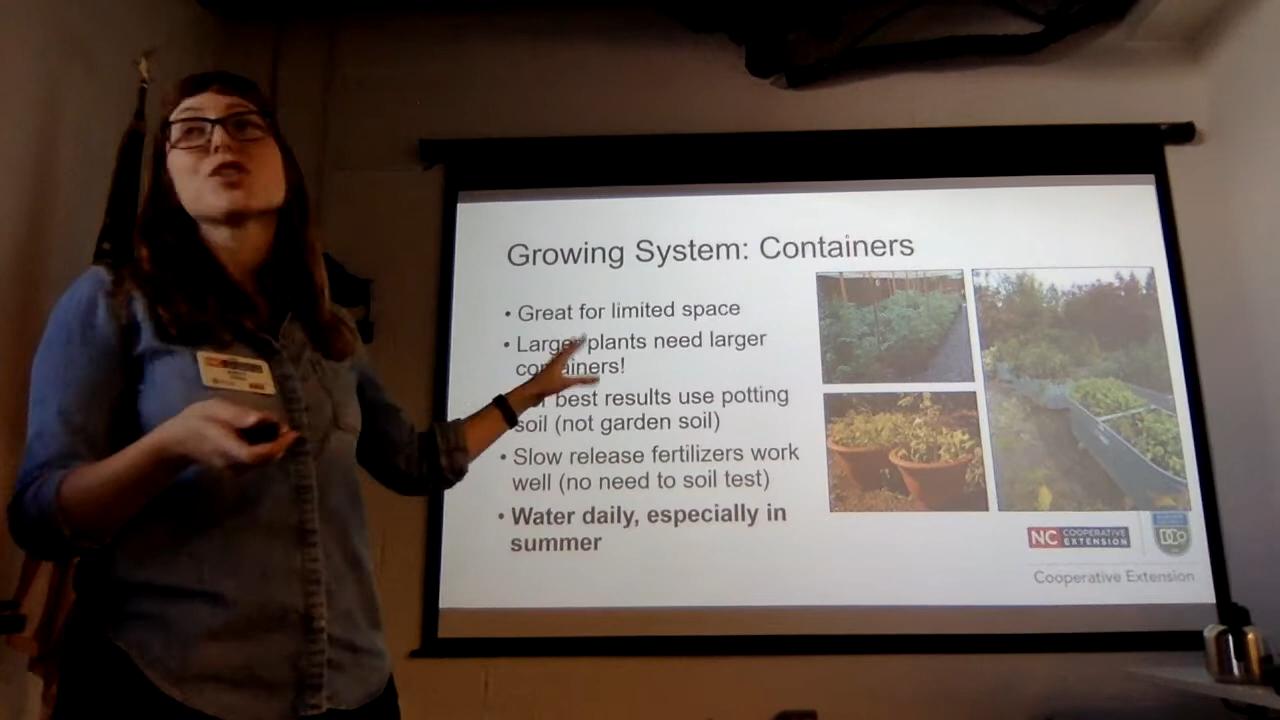 Growing System: Containers
• Great for limited space
• Larger plants need larger
containers!
best results use potting
soil (not garden soil)
• Slow release fertilizers work
well (no need to soil test)
• Water daily, especially in
summer
NC COOPERATIVE
EXTENSION
DCo
Cooperative Extension